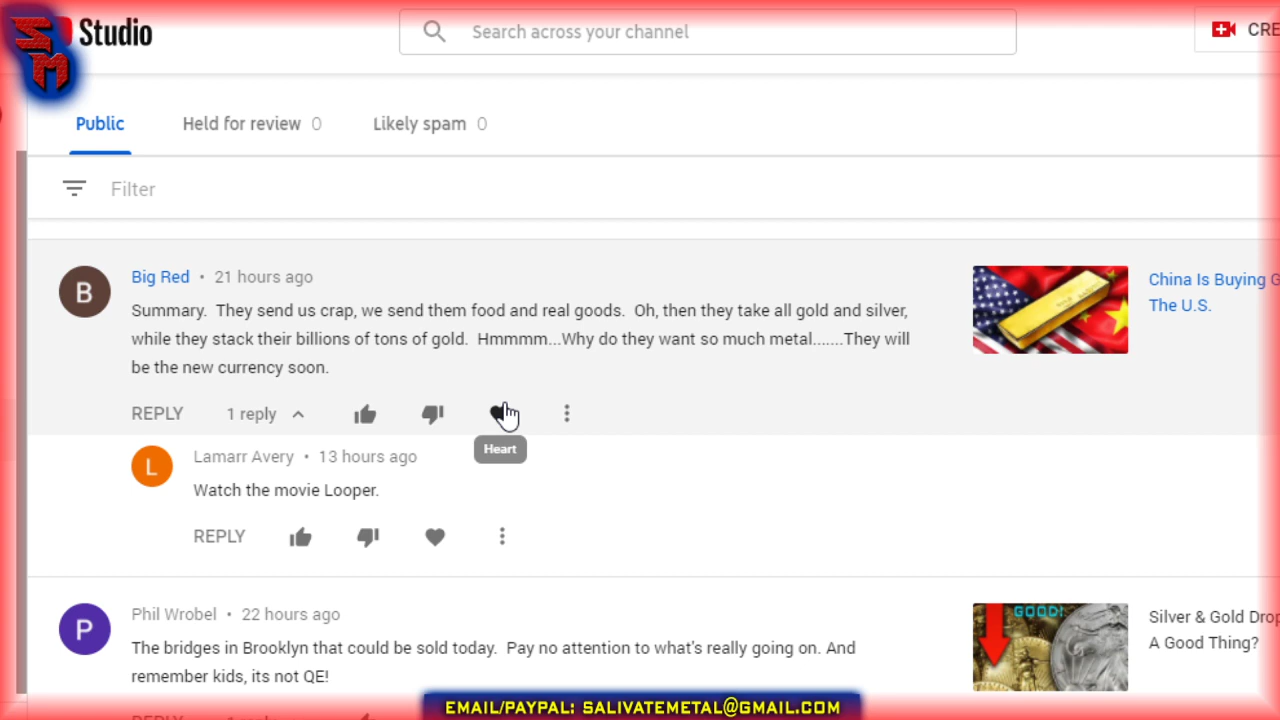 SM
Studio
Search across your channel
CRE
Public
Held for review 0
Likely spam 0
Filter
B
Big Red • 21 hours ago
Summary. They send us crap, we send them food and real goods. Oh, then they take all gold and silver,
while they stack their billions of tons of gold. Hmmmm...Why do they want so much metal.......They will
be the new currency soon.
REPLY
1 reply
Heart
China Is Buying G
The U.S.
L
Lamarr Avery • 13 hours ago
Watch the movie Looper.
REPLY
P
Phil Wrobel • 22 hours ago
The bridges in Brooklyn that could be sold today. Pay no attention to what's really going on. And
remember kids, its not QE!
GOOD!
Silver & Gold Drop
A Good Thing?
EMAIL/PAYPAL: SALIVATEMETAL@GMAIL.COM